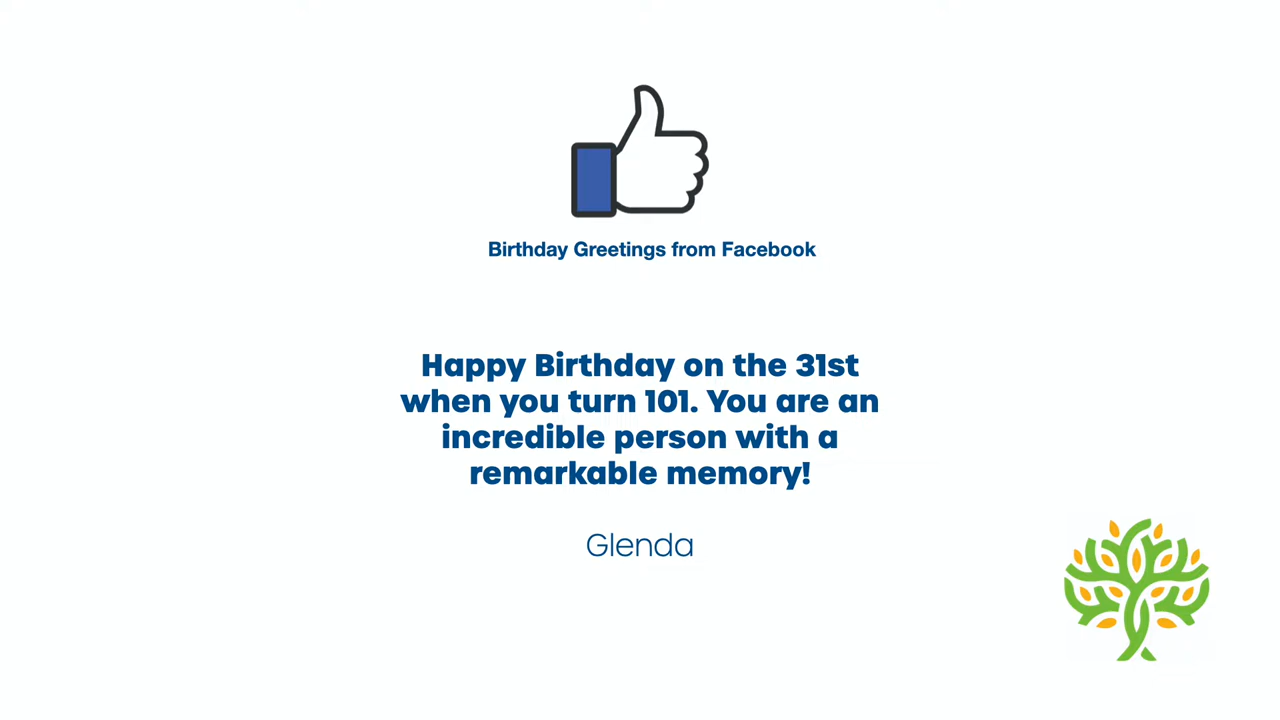 Birthday Greetings from Facebook
Happy Birthday on the 31st
when you turn 101. You are an
incredible person with a
remarkable memory!
Glenda